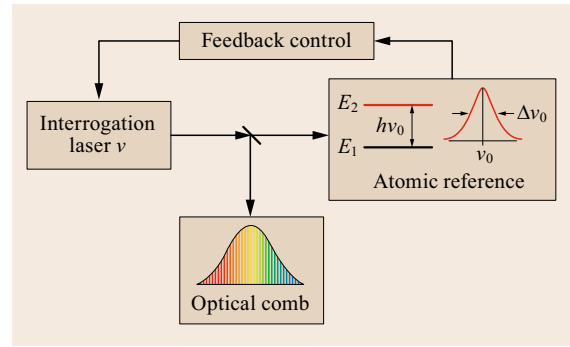 Feedback control
Interrogation
laser ν
E₂
hν₀
E₁
Δν₀
ν₀
Atomic reference
Optical comb